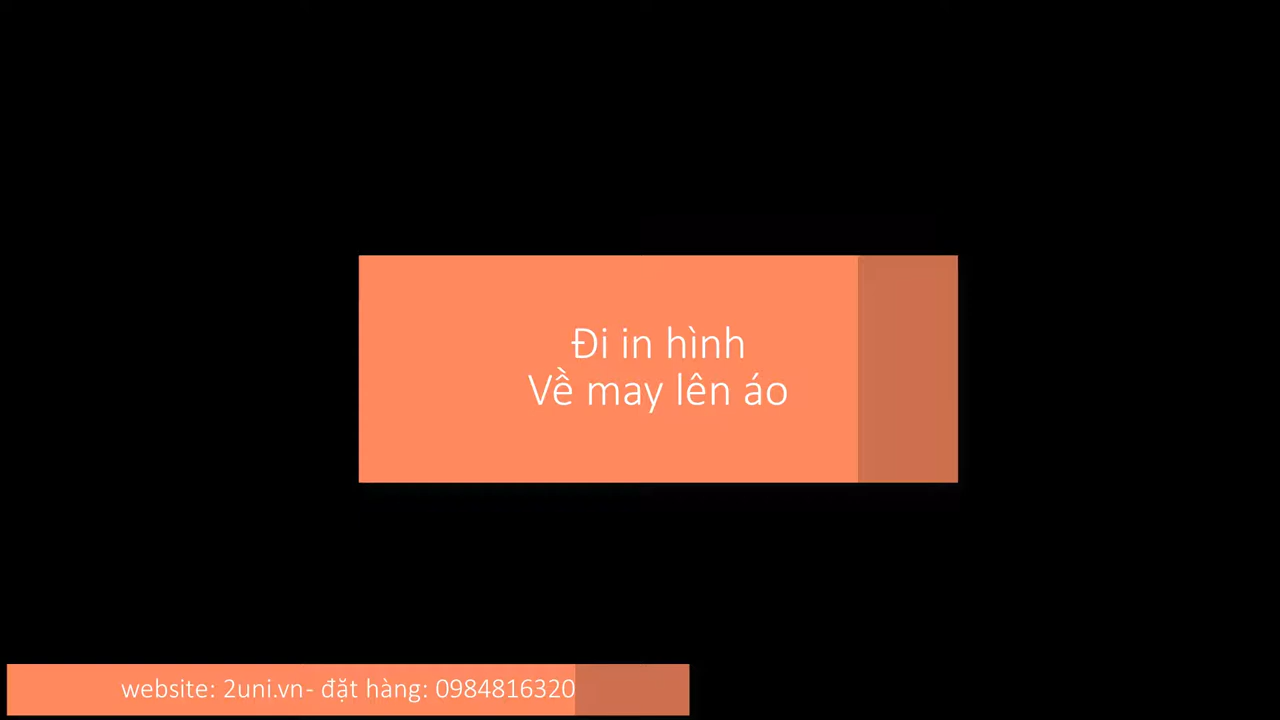 Đi in hình
Về may lên áo
website: 2uni.vn- đặt hàng: 0984816320